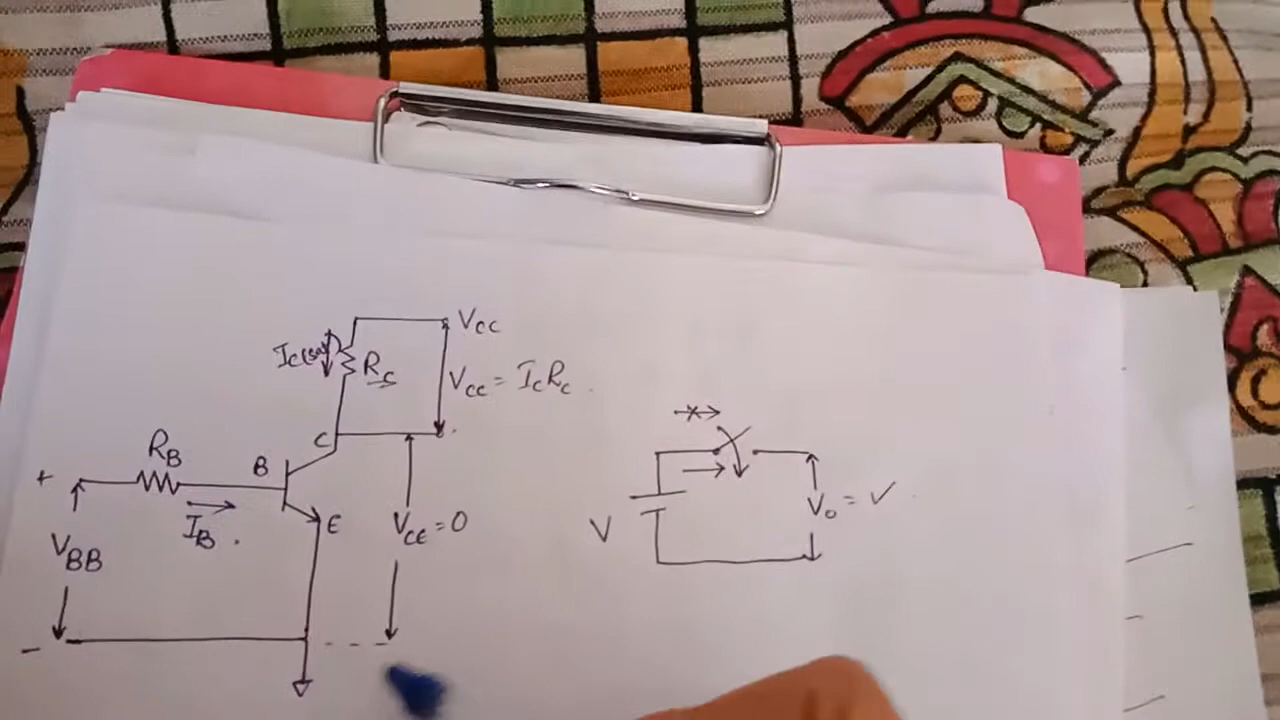 VCC
IC(sat)
RC
VCC = ICRC
C
RB
B
+
IB
E
VCE = 0
VBB
-
V
Vo = V